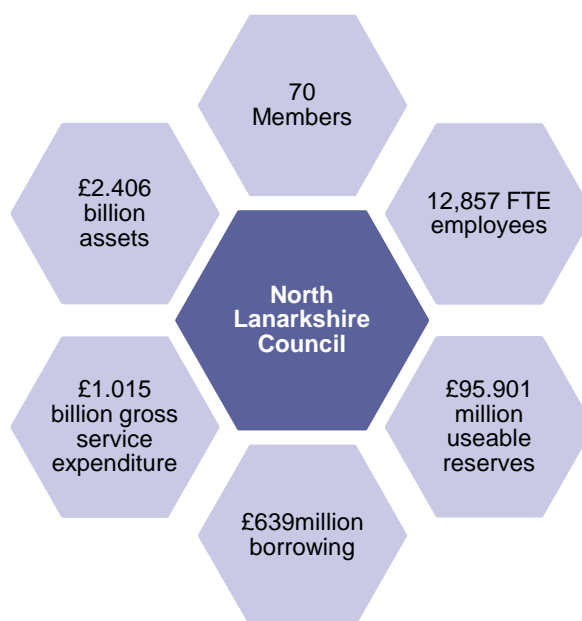 70
Members
£2.406
billion
assets
12,857 FTE
employees
North
Lanarkshire
Council
£1.015
billion gross
service
expenditure
£95.901
million
useable
reserves
£639million
borrowing